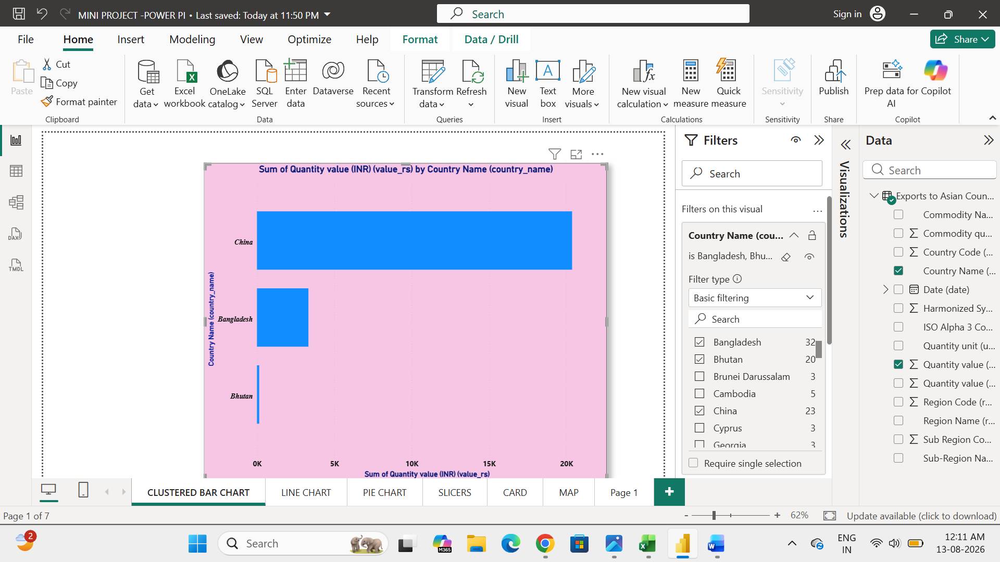 MINI PROJECT -POWER PI • Last saved: Today at 11:50 PM
Search
Sign in
File
Home
Insert
Modeling
View
Optimize
Help
Format
Data / Drill
Share
Paste
Cut
Copy
Format painter
Clipboard
Get data
Excel workbook
OneLake catalog
SQL Server
Enter data
Dataverse
Recent sources
Data
Transform data
Refresh
Queries
New visual
Text box
More visuals
Insert
New visual calculation
New measure
Quick measure
Calculations
Sensitivity
Sensitivity
Publish
Share
Prep data for AI
Copilot
Copilot
DAX
TMDL
Sum of Quantity value (INR) (value_rs) by Country Name (country_name)
Country Name (country_name)
China
Bangladesh
Bhutan
0K
5K
10K
15K
20K
Sum of Quantity value (INR) (value_rs)
Filters
Search
Filters on this visual
...
Country Name (cou...
is Bangladesh, Bhu...
Filter type
Basic filtering
Search
Bangladesh 32
Bhutan 20
Brunei Darussalam 3
Cambodia 5
China 23
Cyprus 3
Georgia 3
Require single selection
Visualizations
Data
Search
Exports to Asian Coun...
Commodity Na...
Commodity qu...
Country Code (...
Country Name (...
Date (date)
Harmonized Sy...
ISO Alpha 3 Co...
Quantity unit (u...
Quantity value (...
Quantity value (...
Region Code (r...
Region Name (r...
Sub Region Co...
Sub-Region Na...
CLUSTERED BAR CHART
LINE CHART
PIE CHART
SLICERS
CARD
MAP
Page 1
+
Page 1 of 7
- + 62%
Update available (click to download)
2
Search
M365
ENG
IN
12:11 AM
13-08-2026